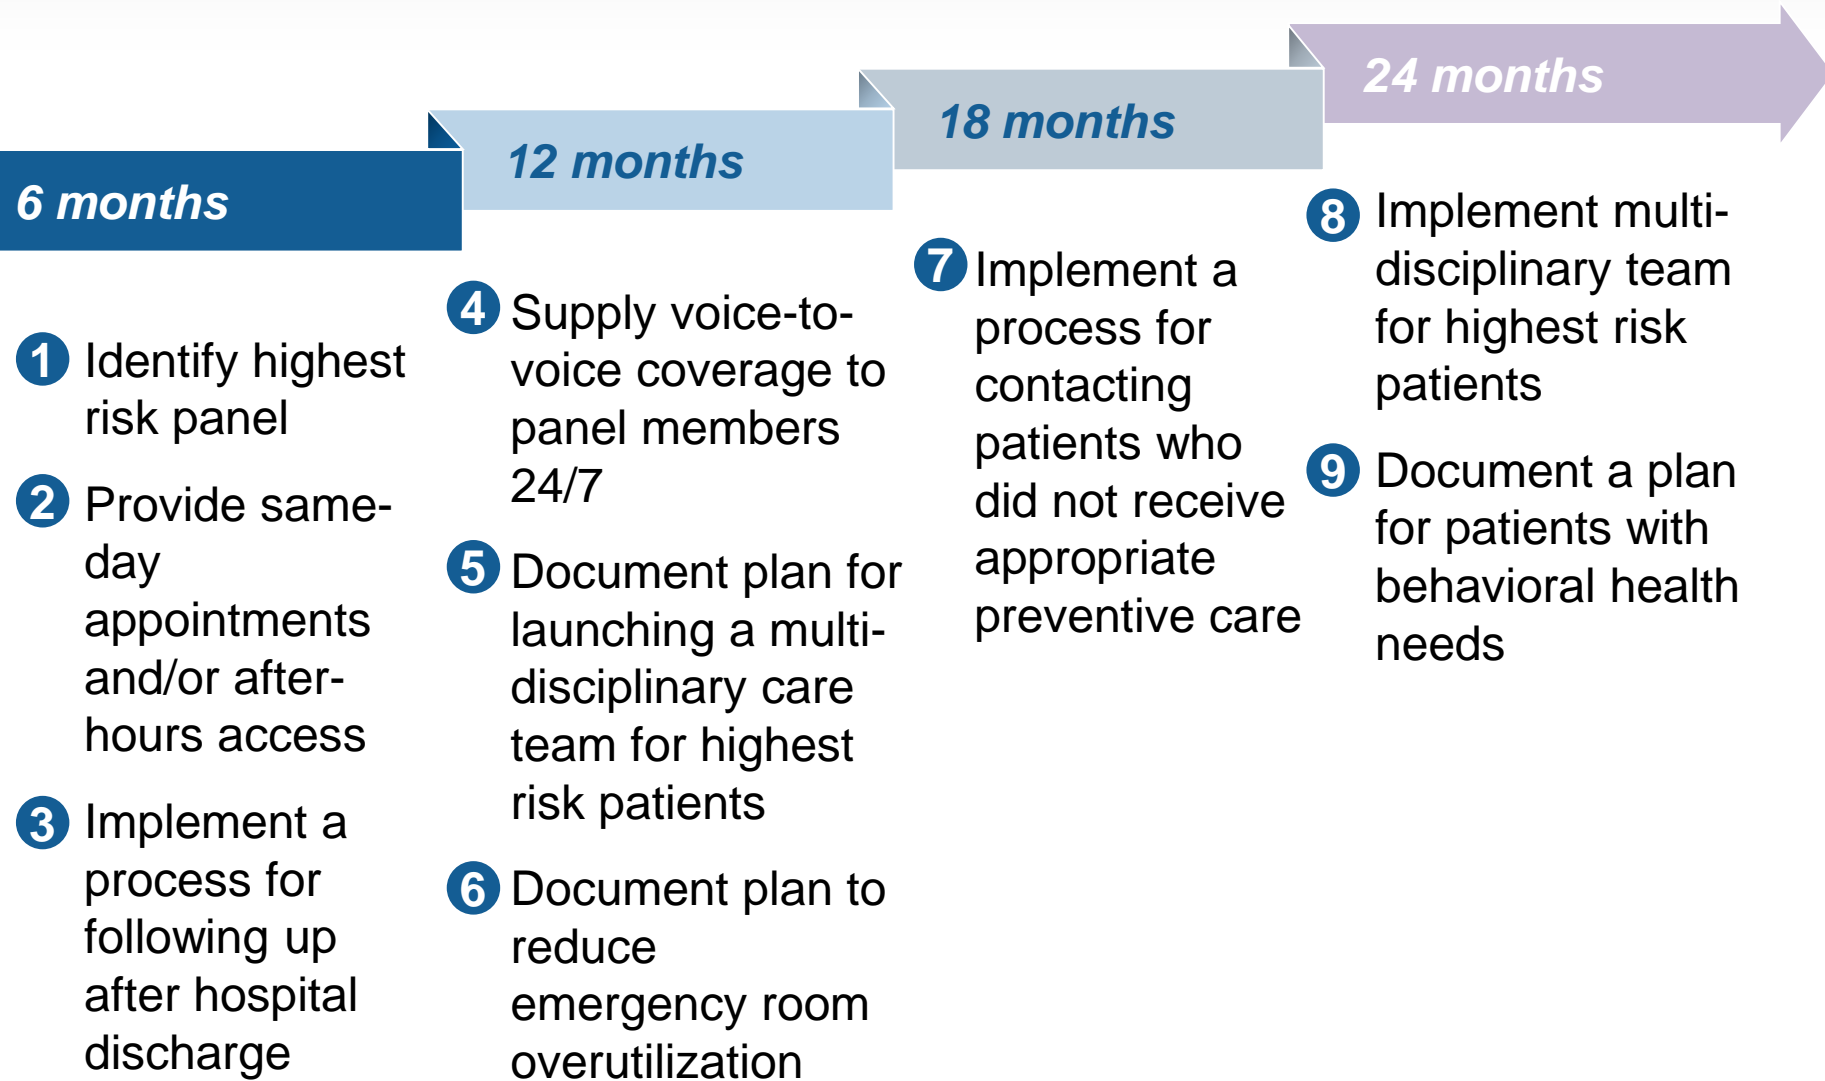 6 months
1 Identify highest
risk panel
2 Provide same-
day
appointments
and/or after-
hours access
3 Implement a
process for
following up
after hospital
discharge
12 months
4 Supply voice-to-
voice coverage to
panel members
24/7
5 Document plan for
launching a multi-
disciplinary care
team for highest
risk patients
6 Document plan to
reduce
emergency room
overutilization
18 months
7 Implement a
process for
contacting
patients who
did not receive
appropriate
preventive care
24 months
8 Implement multi-
disciplinary team
for highest risk
patients
9 Document a plan
for patients with
behavioral health
needs